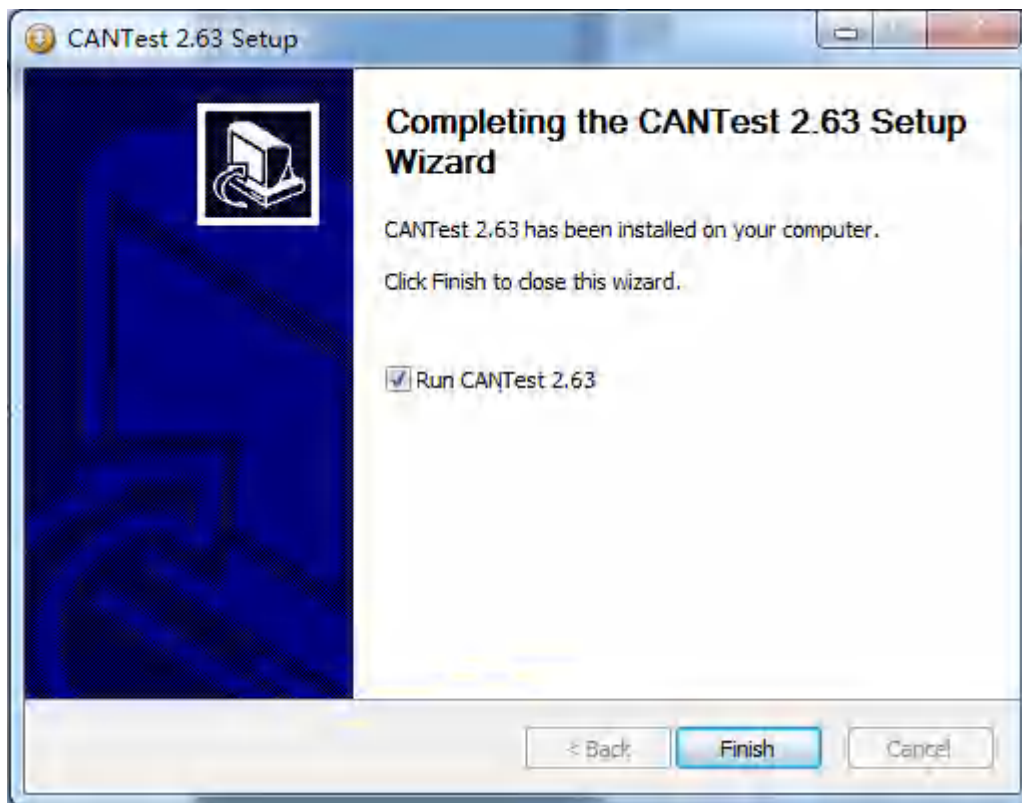 CANTest 2.63 Setup
Completing the CANTest 2.63 Setup
Wizard
CANTest 2.63 has been installed on your computer.
Click Finish to close this wizard.
Run CANTest 2.63
< Back
Finish
Cancel